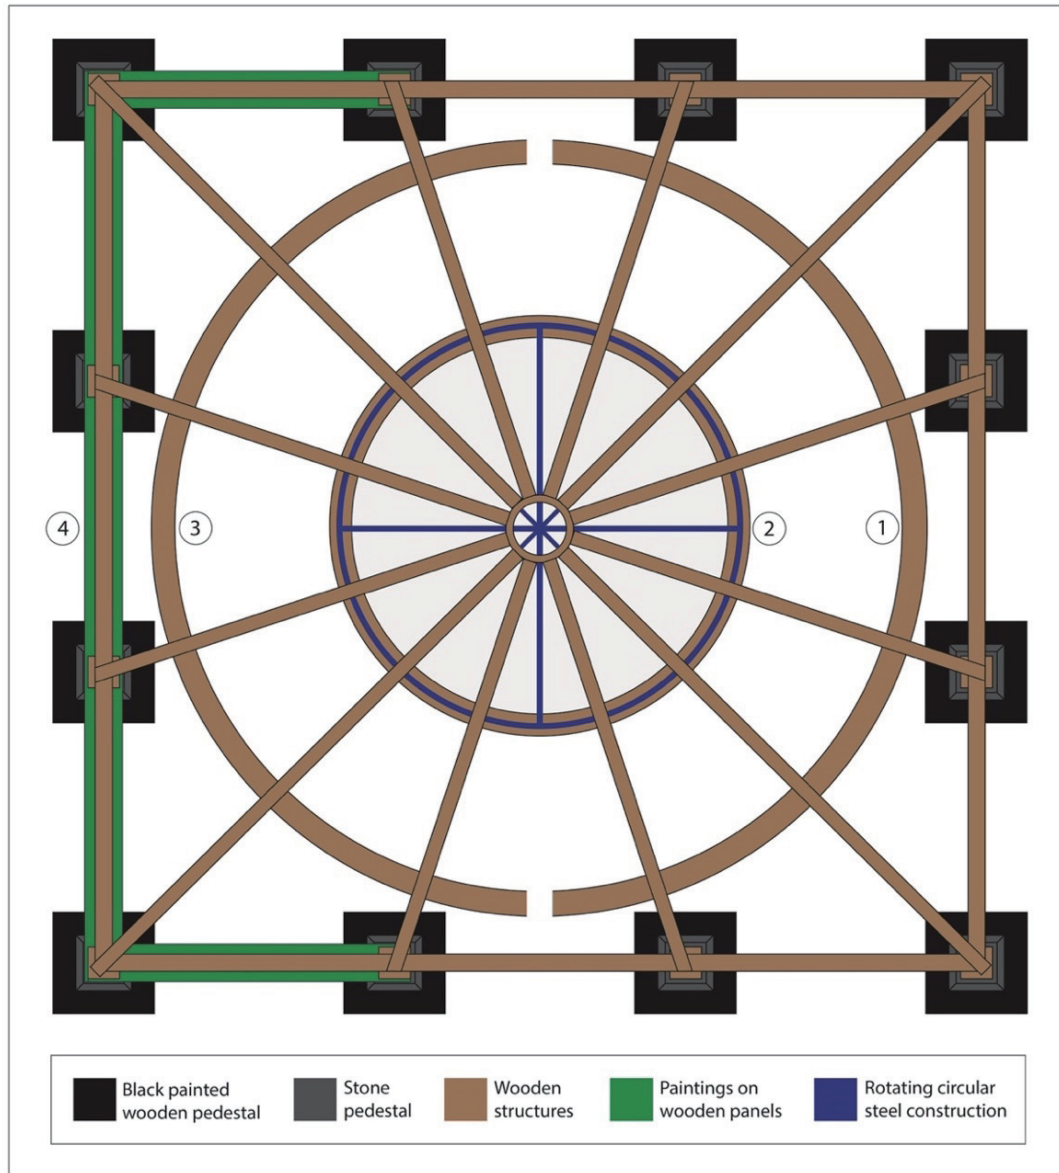 4
3
2
1
Black painted
wooden pedestal
Stone
pedestal
Wooden
structures
Paintings on
wooden panels
Rotating circular
steel construction